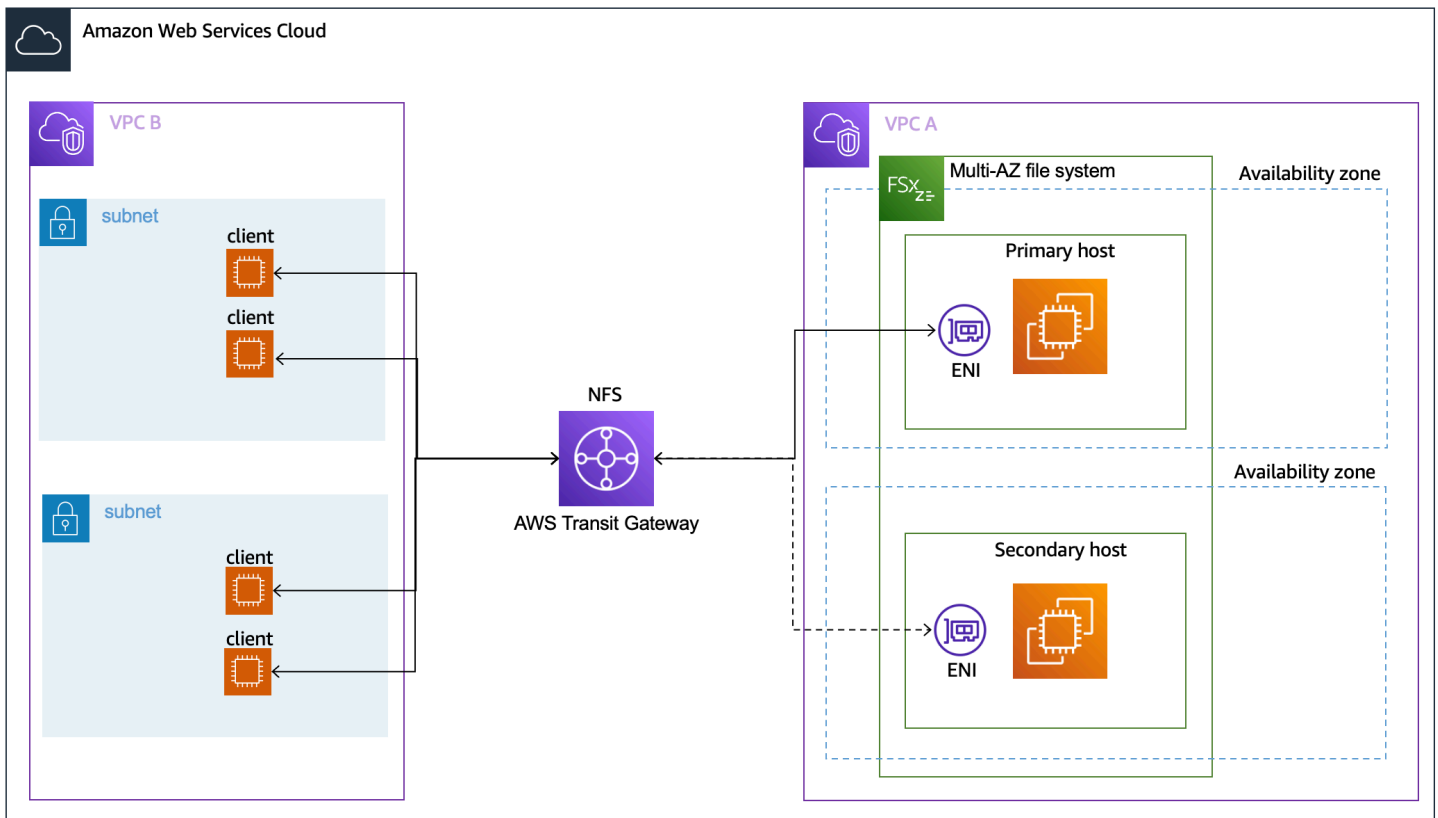 Amazon Web Services Cloud
VPC B
subnet
client
client
subnet
client
client
NFS
AWS Transit Gateway
VPC A
FSx
Z
Multi-AZ file system
Availability zone
Primary host
ENI
Availability zone
Secondary host
ENI